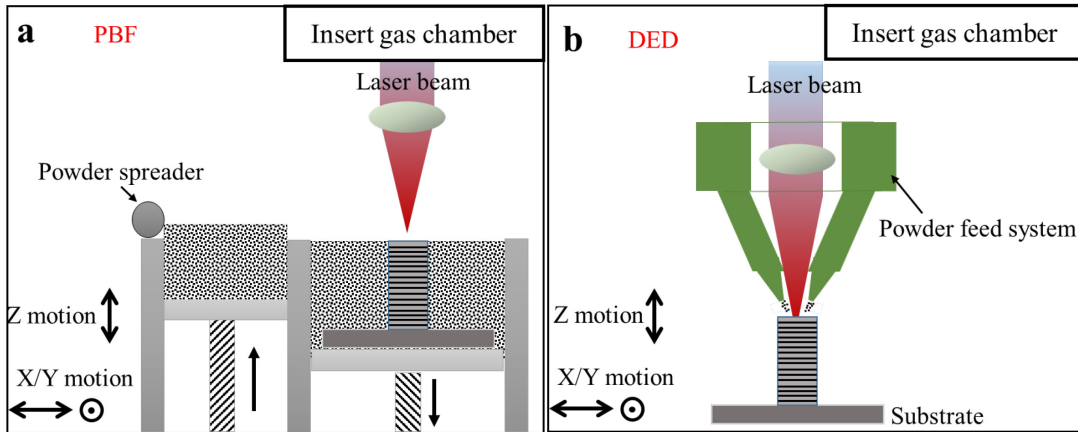 a
PBF
Insert gas chamber
Laser beam
Powder spreader
Z motion
X/Y motion
b
DED
Insert gas chamber
Laser beam
Powder feed system
Z motion
X/Y motion
Substrate